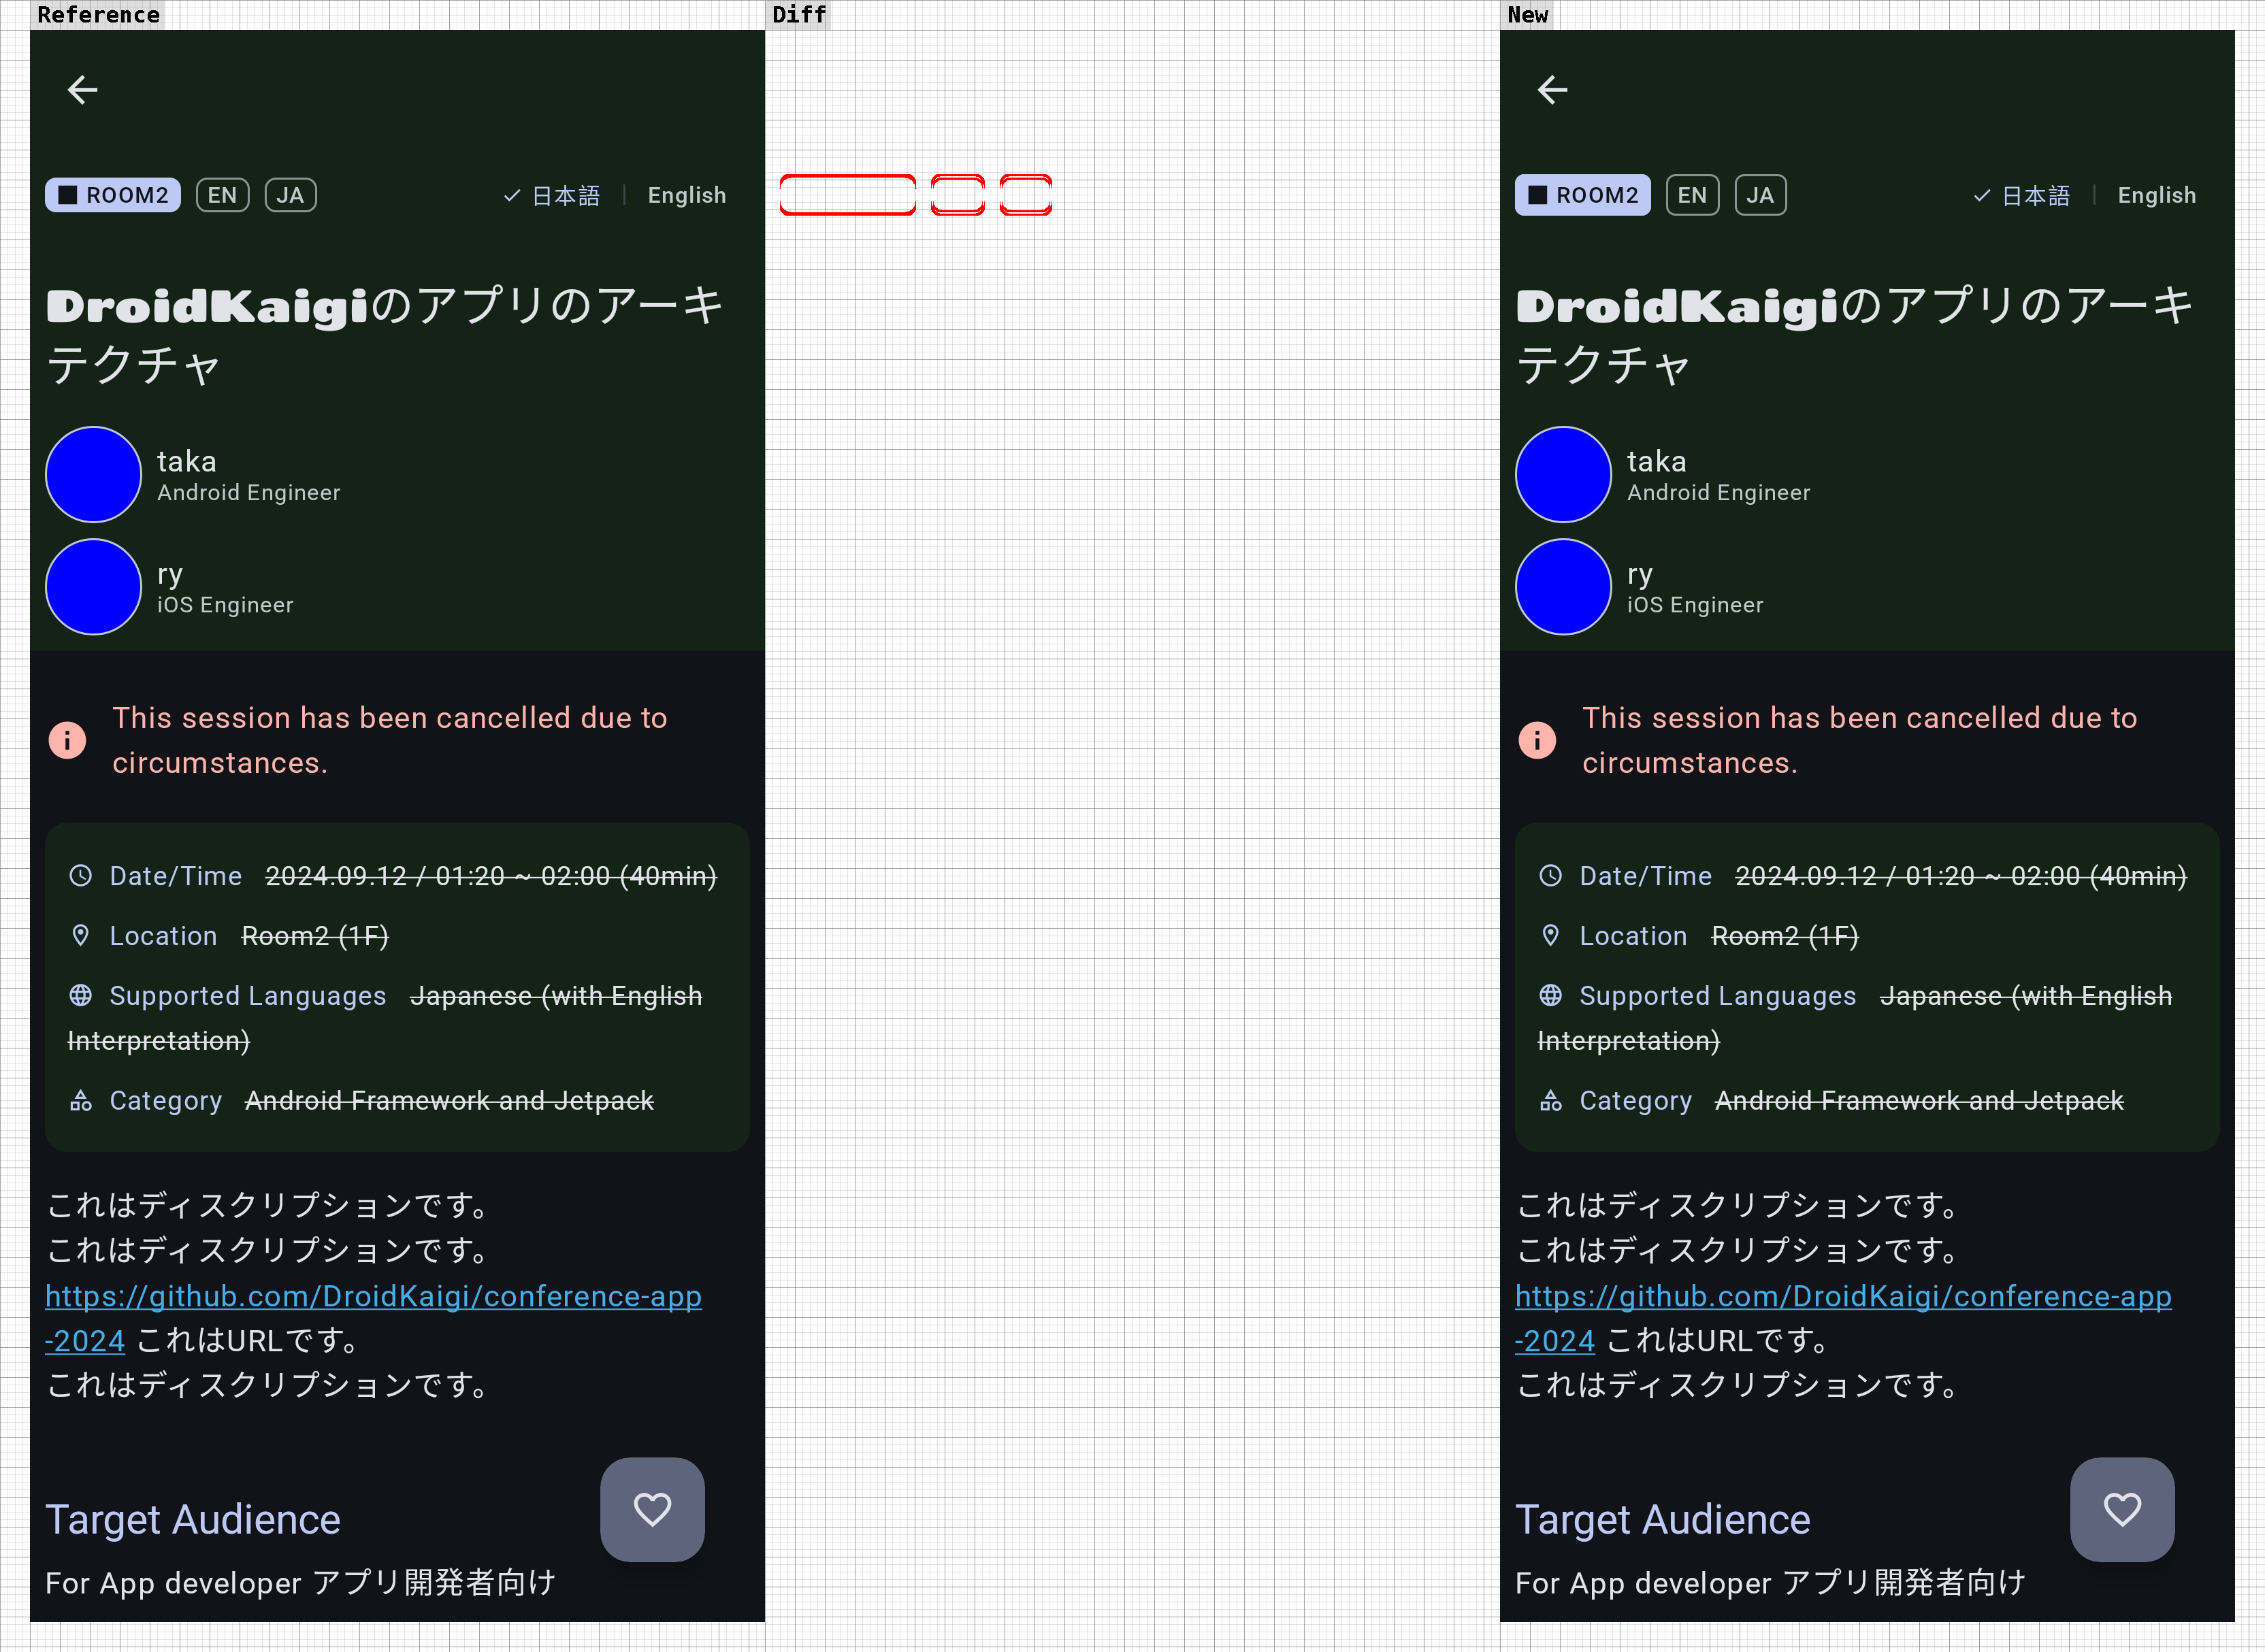 Reference
Diff
New
ROOM2 EN JA 日本語 English
DroidKaigiのアプリのアーキ
テクチャ
taka
Android Engineer
ry
iOS Engineer
This session has been cancelled due to
circumstances.
Date/Time 2024.09.12 / 01:20 ~ 02:00 (40min)
Location Room2 (1F)
Supported Languages Japanese (with English
Interpretation)
Category Android Framework and Jetpack
これはディスクリプションです。
これはディスクリプションです。
https://github.com/DroidKaigi/conference-app
-2024 これはURLです。
これはディスクリプションです。
Target Audience
For App developer アプリ開発者向け
ROOM2 EN JA 日本語 English
DroidKaigiのアプリのアーキ
テクチャ
taka
Android Engineer
ry
iOS Engineer
This session has been cancelled due to
circumstances.
Date/Time 2024.09.12 / 01:20 ~ 02:00 (40min)
Location Room2 (1F)
Supported Languages Japanese (with English
Interpretation)
Category Android Framework and Jetpack
これはディスクリプションです。
これはディスクリプションです。
https://github.com/DroidKaigi/conference-app
-2024 これはURLです。
これはディスクリプションです。
Target Audience
For App developer アプリ開発者向け